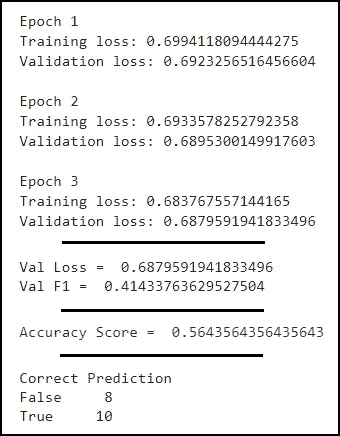 Epoch 1
Training loss: 0.6994118094444275
Validation loss: 0.6923256516456604
Epoch 2
Training loss: 0.6933578252792358
Validation loss: 0.6895300149917603
Epoch 3
Training loss: 0.683767557144165
Validation loss: 0.6879591941833496
Val Loss =  0.6879591941833496
Val F1 =  0.41433763629527504
Accuracy Score =  0.5643564356435643
Correct Prediction
False     8
True     10